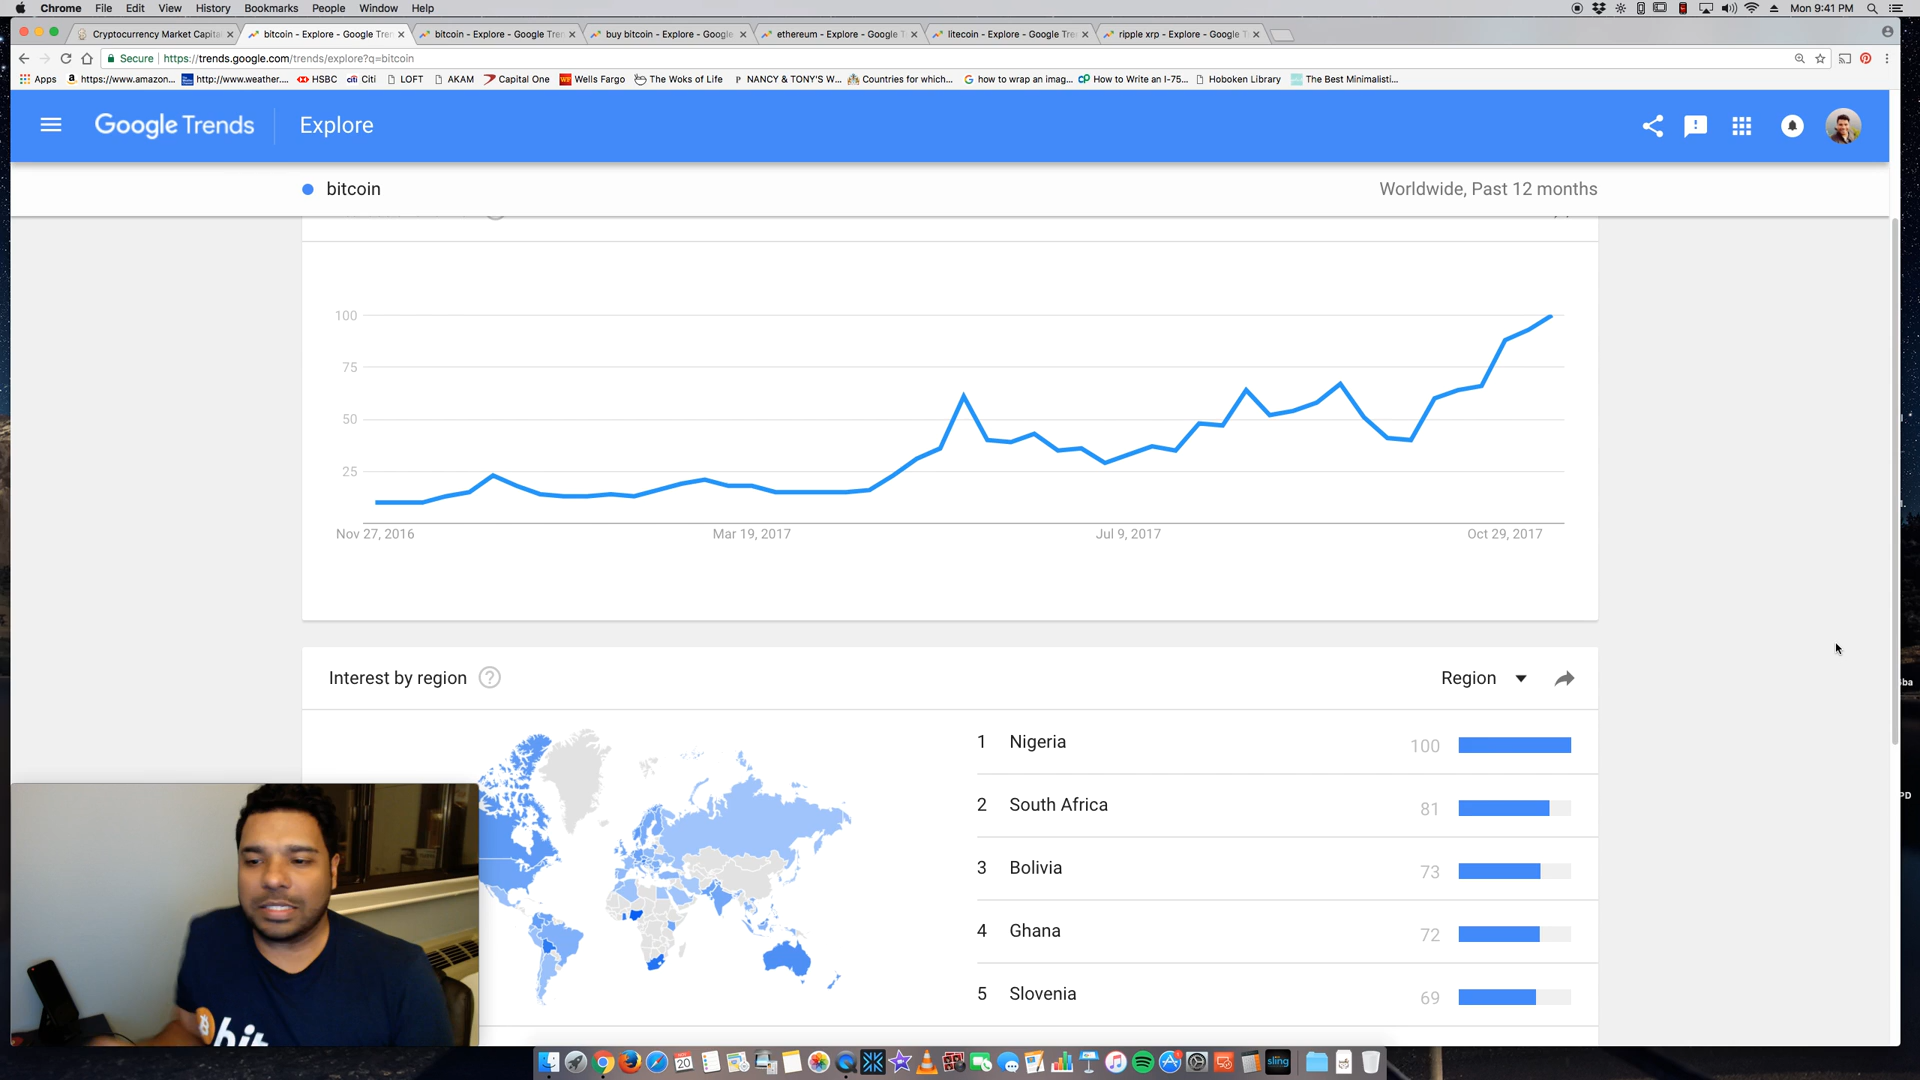 Chrome File Edit View History Bookmarks People Window Help Mon 9:41 PM
Cryptocurrency Market Capita bitcoin - Explore - Google Tren bitcoin - Explore - Google Tren buy bitcoin - Explore - Google ethereum - Explore - Google T litecoin - Explore - Google Tre ripple xrp - Explore - Google T
Secure https://trends.google.com/trends/explore?q=bitcoin
Apps https://www.amazon... http://www.weather.... HSBC Citi LOFT AKAM Capital One Wells Fargo The Woks of Life NANCY & TONY'S W... Countries for which... how to wrap an imag... How to Write an I-75... Hoboken Library The Best Minimalisti...
Google Trends Explore
bitcoin Worldwide, Past 12 months
100
75
50
25
Nov 27, 2016 Mar 19, 2017 Jul 9, 2017 Oct 29, 2017
Interest by region Region
1 Nigeria 100
2 South Africa 81
3 Bolivia 73
4 Ghana 72
5 Slovenia 69
bit
20
sling